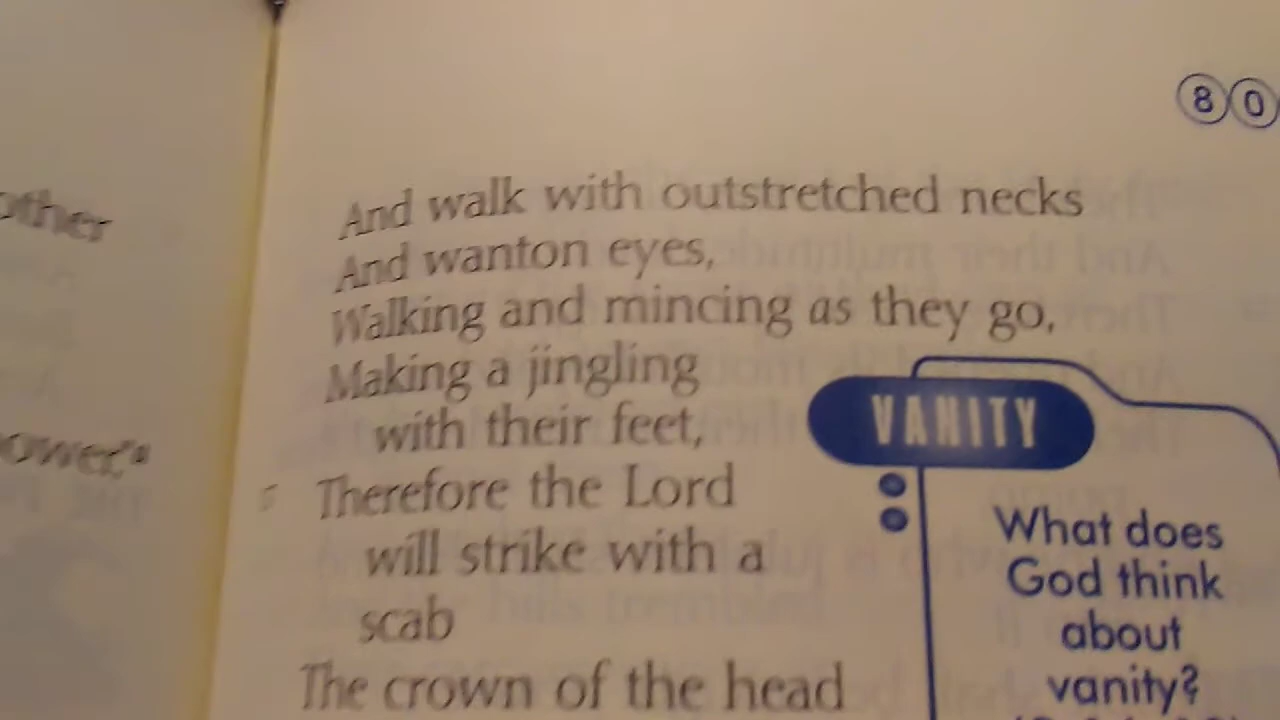 other
80
And walk with outstretched necks
And wanton eyes,
Walking and mincing as they go,
Making a jingling
with their feet,
5 Therefore the Lord
will strike with a
scab
The crown of the head
VANITY
What does
God think
about
vanity?